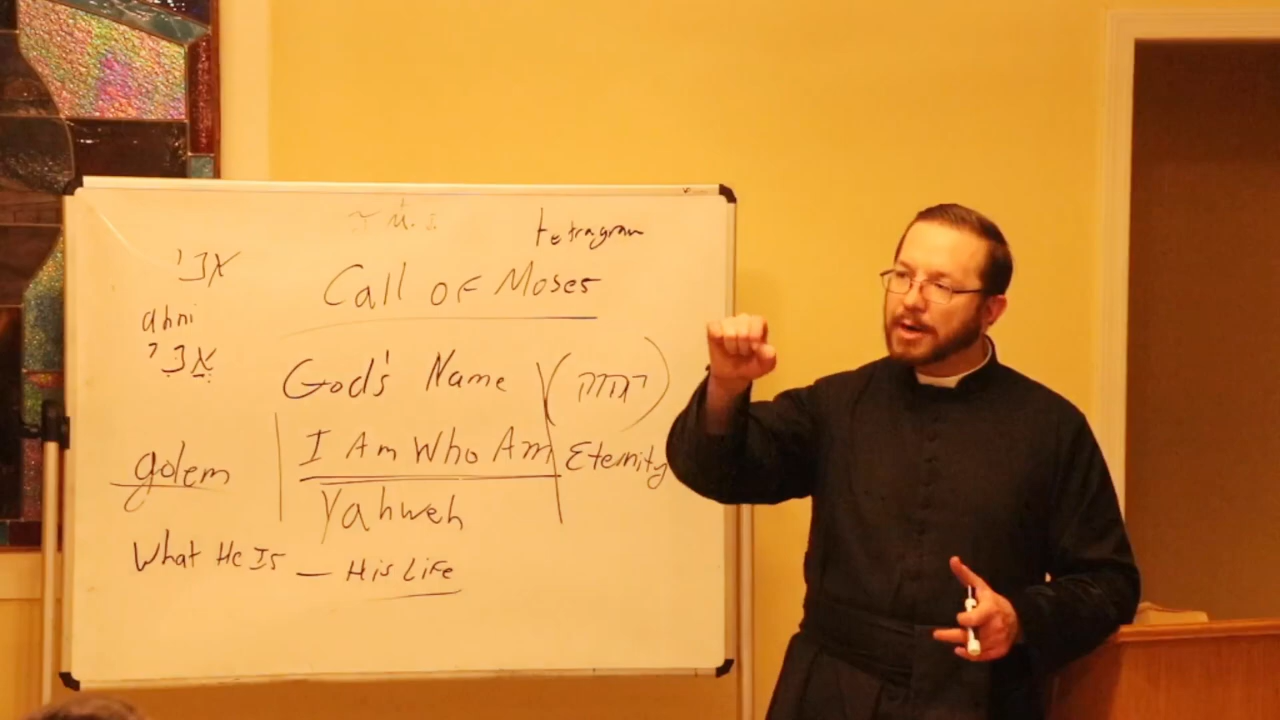 tetragram
אני
Call of Moses
ahni
אֲנִי
God's Name
I Am Who Am
Eternity
golem
Yahweh
What He Is — His Life